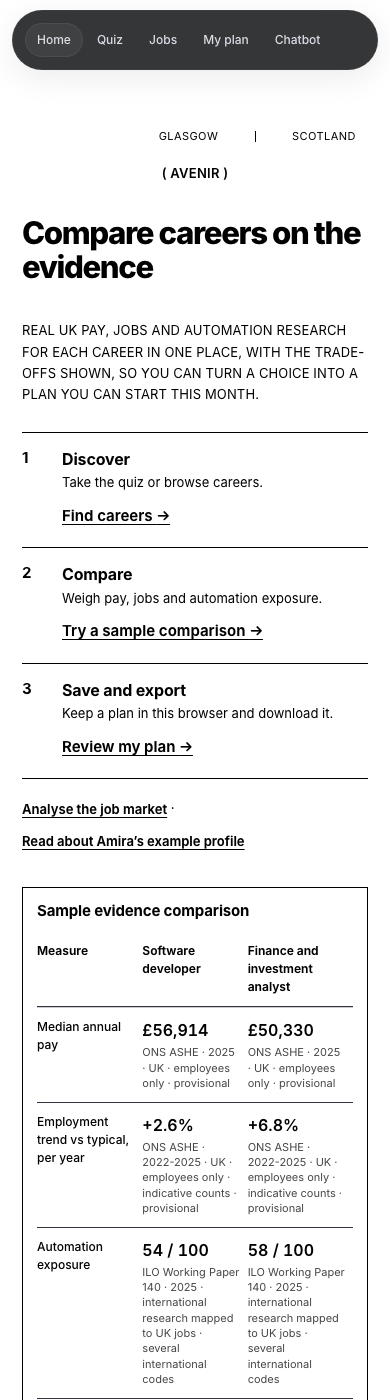 Home Quiz Jobs My plan Chatbot
GLASGOW | SCOTLAND
( AVENIR )
Compare careers on the
evidence
REAL UK PAY, JOBS AND AUTOMATION RESEARCH
FOR EACH CAREER IN ONE PLACE, WITH THE TRADE-
OFFS SHOWN, SO YOU CAN TURN A CHOICE INTO A
PLAN YOU CAN START THIS MONTH.
1 Discover
Take the quiz or browse careers.
Find careers →
2 Compare
Weigh pay, jobs and automation exposure.
Try a sample comparison →
3 Save and export
Keep a plan in this browser and download it.
Review my plan →
Analyse the job market ·
Read about Amira’s example profile
Sample evidence comparison
Measure
Software
developer
Finance and
investment
analyst
Median annual
pay
£56,914
ONS ASHE · 2025
· UK · employees
only · provisional
£50,330
ONS ASHE · 2025
· UK · employees
only · provisional
Employment
trend vs typical,
per year
+2.6%
ONS ASHE ·
2022-2025 · UK ·
employees only ·
indicative counts ·
provisional
+6.8%
ONS ASHE ·
2022-2025 · UK ·
employees only ·
indicative counts ·
provisional
Automation
exposure
54 / 100
ILO Working Paper
140 · 2025 ·
international
research mapped
to UK jobs ·
several
international
codes
58 / 100
ILO Working Paper
140 · 2025 ·
international
research mapped
to UK jobs ·
several
international
codes